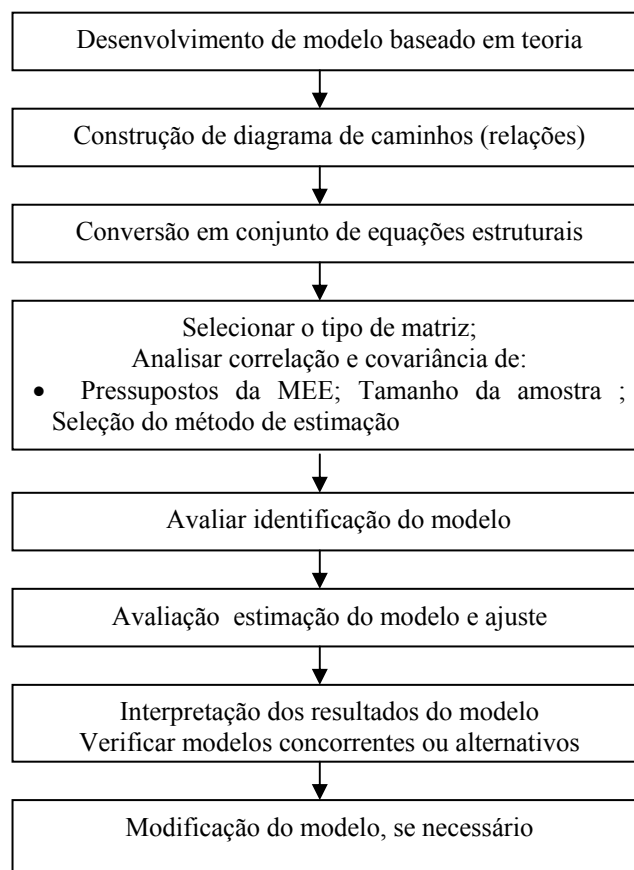 Desenvolvimento de modelo baseado em teoria
Construção de diagrama de caminhos (relações)
Conversão em conjunto de equações estruturais
Selecionar o tipo de matriz;
Analisar correlação e covariância de:
• Pressupostos da MEE; Tamanho da amostra ;
Seleção do método de estimação
Avaliar identificação do modelo
Avaliação estimação do modelo e ajuste
Interpretação dos resultados do modelo
Verificar modelos concorrentes ou alternativos
Modificação do modelo, se necessário